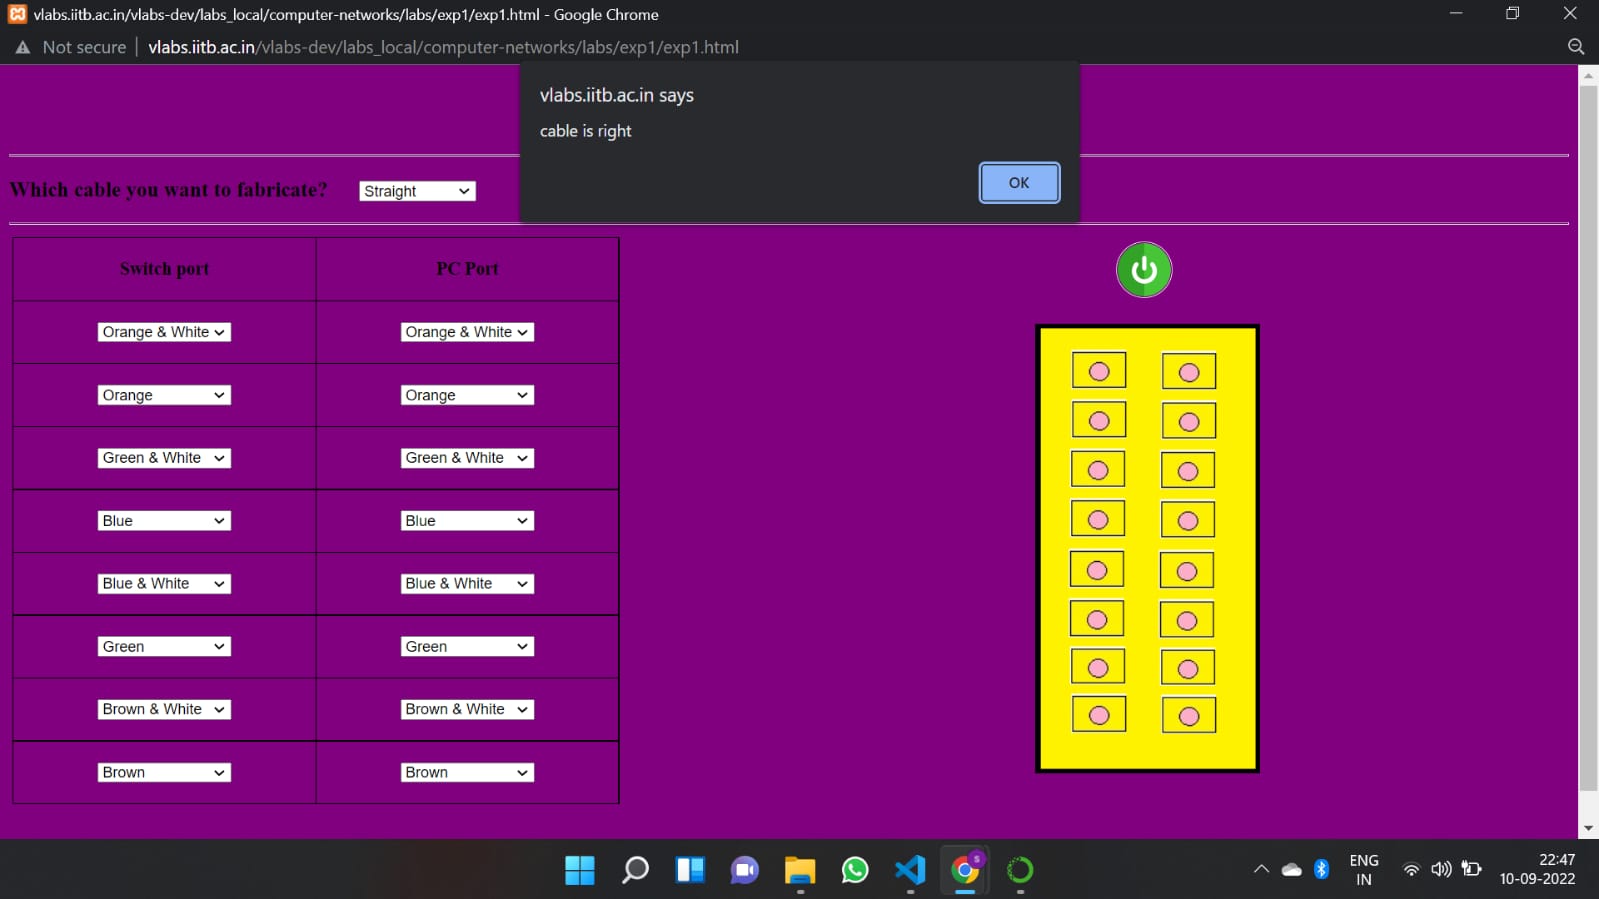 vlabs.iitb.ac.in/vlabs-dev/labs_local/computer-networks/labs/exp1/exp1.html - Google Chrome
Not secure | vlabs.iitb.ac.in/vlabs-dev/labs_local/computer-networks/labs/exp1/exp1.html
vlabs.iitb.ac.in says
cable is right
OK
Which cable you want to fabricate? Straight
Switch port PC Port
Orange & White Orange & White
Orange Orange
Green & White Green & White
Blue Blue
Blue & White Blue & White
Green Green
Brown & White Brown & White
Brown Brown
S
ENG
IN
22:47
10-09-2022